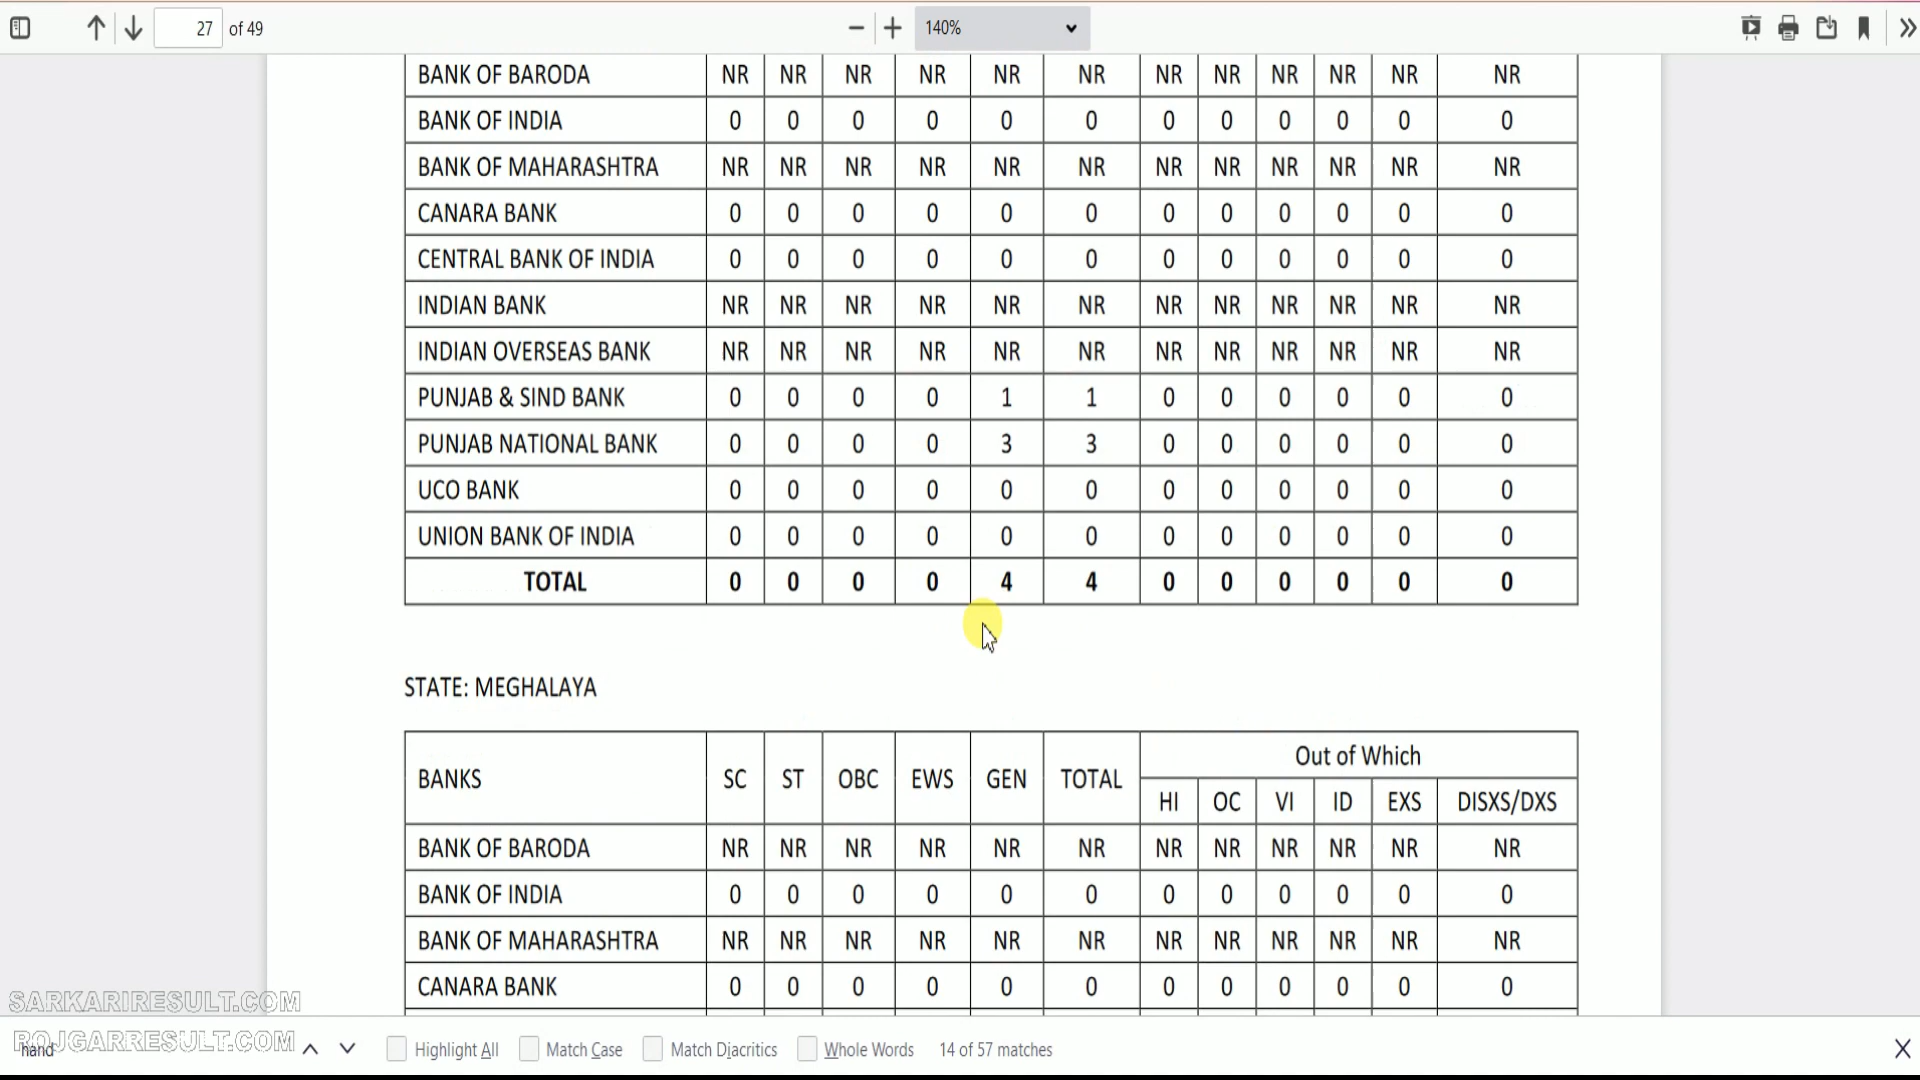 27 of 49 140%
BANK OF BARODA NR NR NR NR NR NR NR NR NR NR NR NR
BANK OF INDIA 0 0 0 0 0 0 0 0 0 0 0 0
BANK OF MAHARASHTRA NR NR NR NR NR NR NR NR NR NR NR NR
CANARA BANK 0 0 0 0 0 0 0 0 0 0 0 0
CENTRAL BANK OF INDIA 0 0 0 0 0 0 0 0 0 0 0 0
INDIAN BANK NR NR NR NR NR NR NR NR NR NR NR NR
INDIAN OVERSEAS BANK NR NR NR NR NR NR NR NR NR NR NR NR
PUNJAB & SIND BANK 0 0 0 0 1 1 0 0 0 0 0 0
PUNJAB NATIONAL BANK 0 0 0 0 3 3 0 0 0 0 0 0
UCO BANK 0 0 0 0 0 0 0 0 0 0 0 0
UNION BANK OF INDIA 0 0 0 0 0 0 0 0 0 0 0 0
TOTAL 0 0 0 0 4 4 0 0 0 0 0 0
STATE: MEGHALAYA
Out of Which
BANKS SC ST OBC EWS GEN TOTAL
HI OC VI ID EXS DISXS/DXS
BANK OF BARODA NR NR NR NR NR NR NR NR NR NR NR NR
BANK OF INDIA 0 0 0 0 0 0 0 0 0 0 0 0
BANK OF MAHARASHTRA NR NR NR NR NR NR NR NR NR NR NR NR
CANARA BANK 0 0 0 0 0 0 0 0 0 0 0 0
SARKARIRESULT.COM
ROJGARRESULT.COM
hand Highlight All Match Case Match Diacritics Whole Words 14 of 57 matches